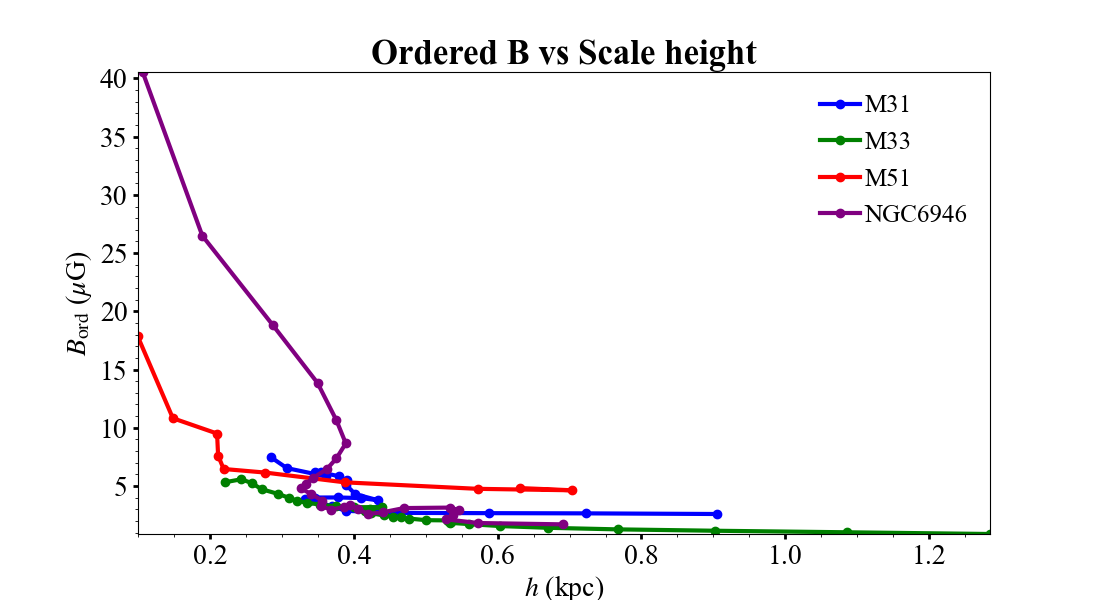 Ordered B vs Scale height
40
35
30
25
20
15
10
5
B_ord (μG)
0.2 0.4 0.6 0.8 1.0 1.2
h (kpc)
M31
M33
M51
NGC6946